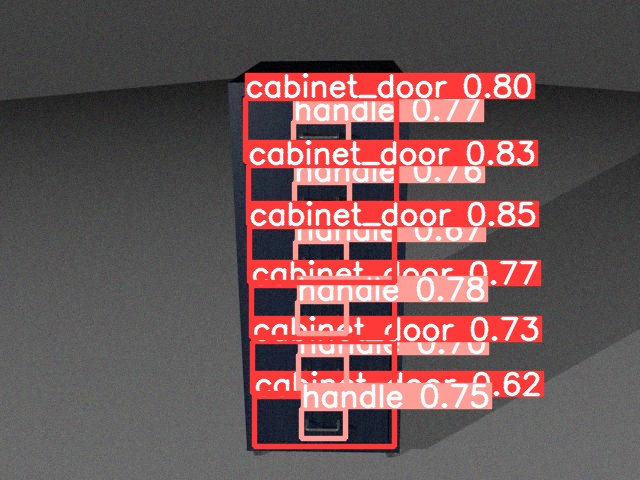 cabinet_door 0.80
handle 0.77
cabinet_door 0.83
handle 0.76
cabinet_door 0.85
handle 0.67
cabinet_door 0.77
handle 0.78
cabinet_door 0.73
handle 0.70
cabinet_door 0.62
handle 0.75